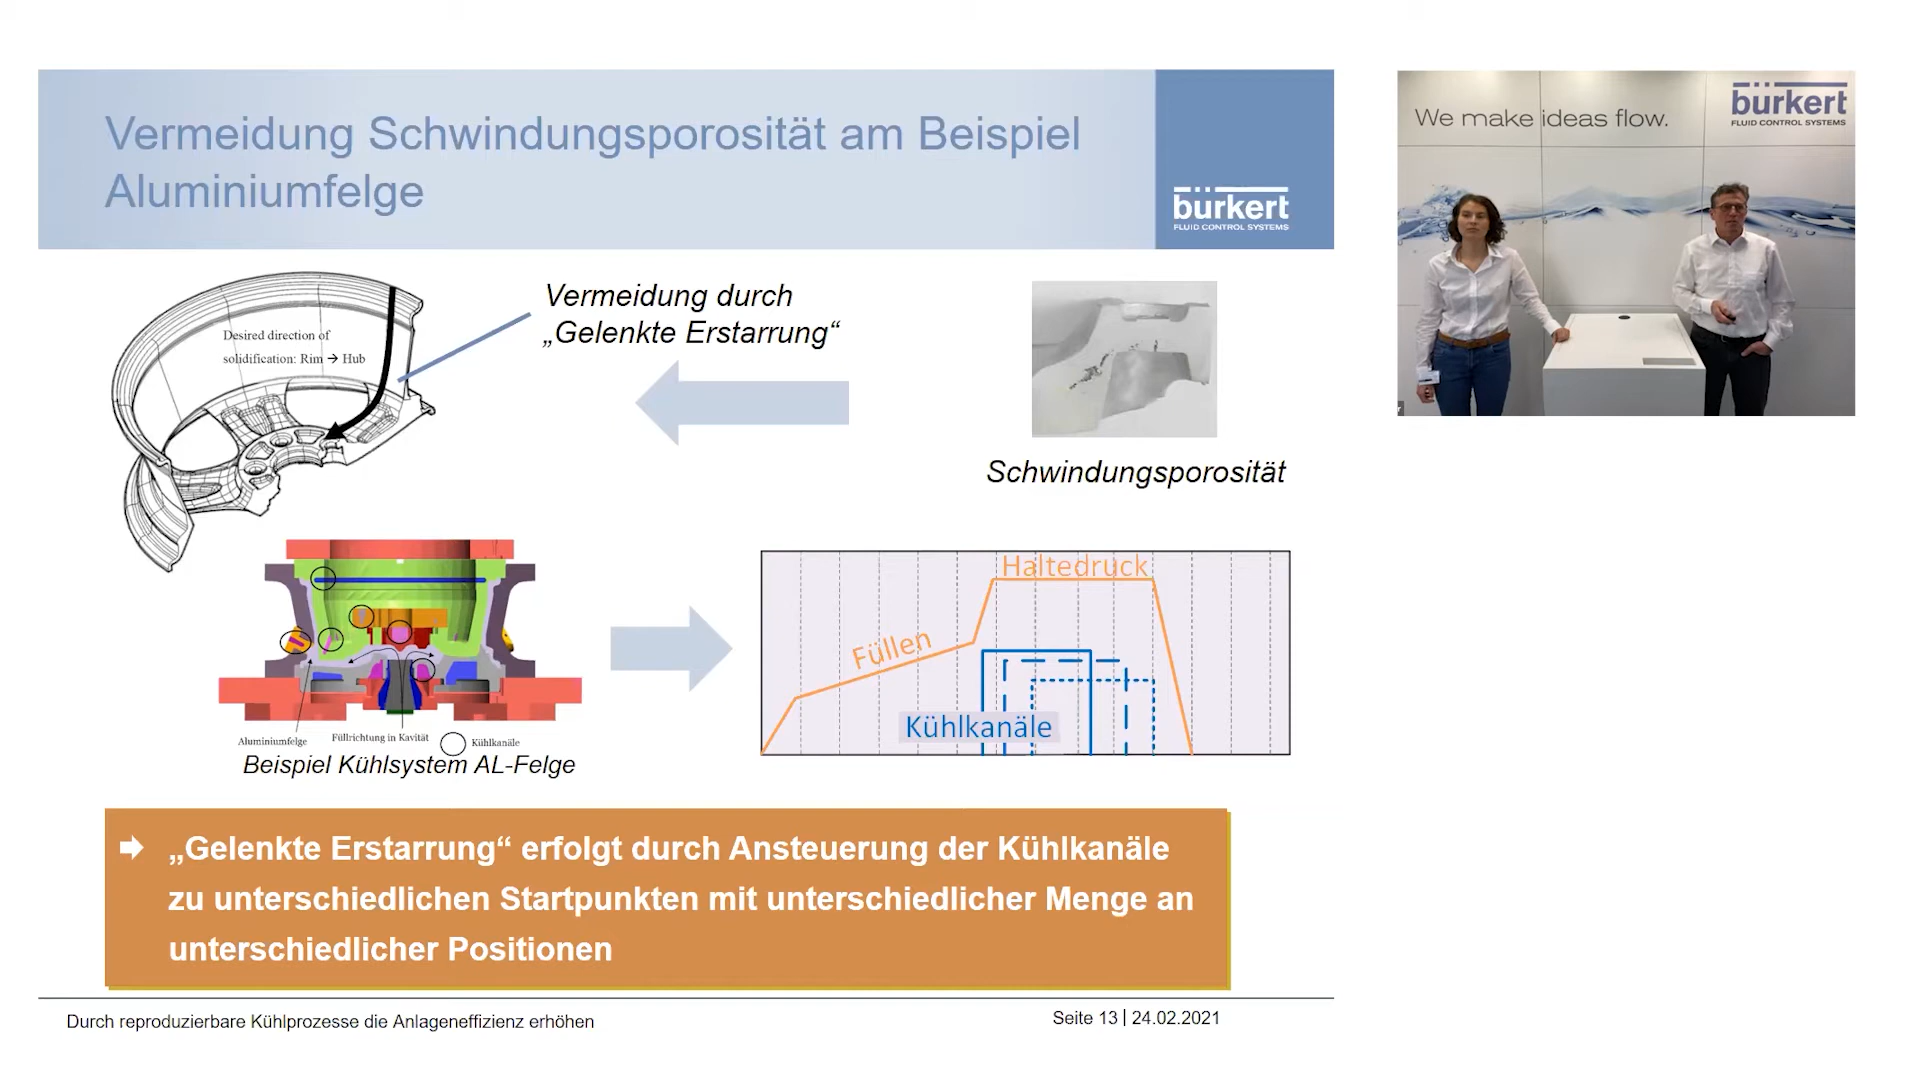 Vermeidung Schwindungsporosität am Beispiel
Aluminiumfelge
bürkert
FLUID CONTROL SYSTEMS
We make ideas flow.
bürkert
FLUID CONTROL SYSTEMS
Desired direction of
solidification: Rim → Hub
Vermeidung durch
„Gelenkte Erstarrung“
Schwindungsporosität
Aluminiumfelge
Füllrichtung in Kavität
Kühlkanäle
Beispiel Kühlsystem AL-Felge
Haltedruck
Füllen
Kühlkanäle
„Gelenkte Erstarrung“ erfolgt durch Ansteuerung der Kühlkanäle
zu unterschiedlichen Startpunkten mit unterschiedlicher Menge an
unterschiedlicher Positionen
Durch reproduzierbare Kühlprozesse die Anlageneffizienz erhöhen
Seite 13 | 24.02.2021